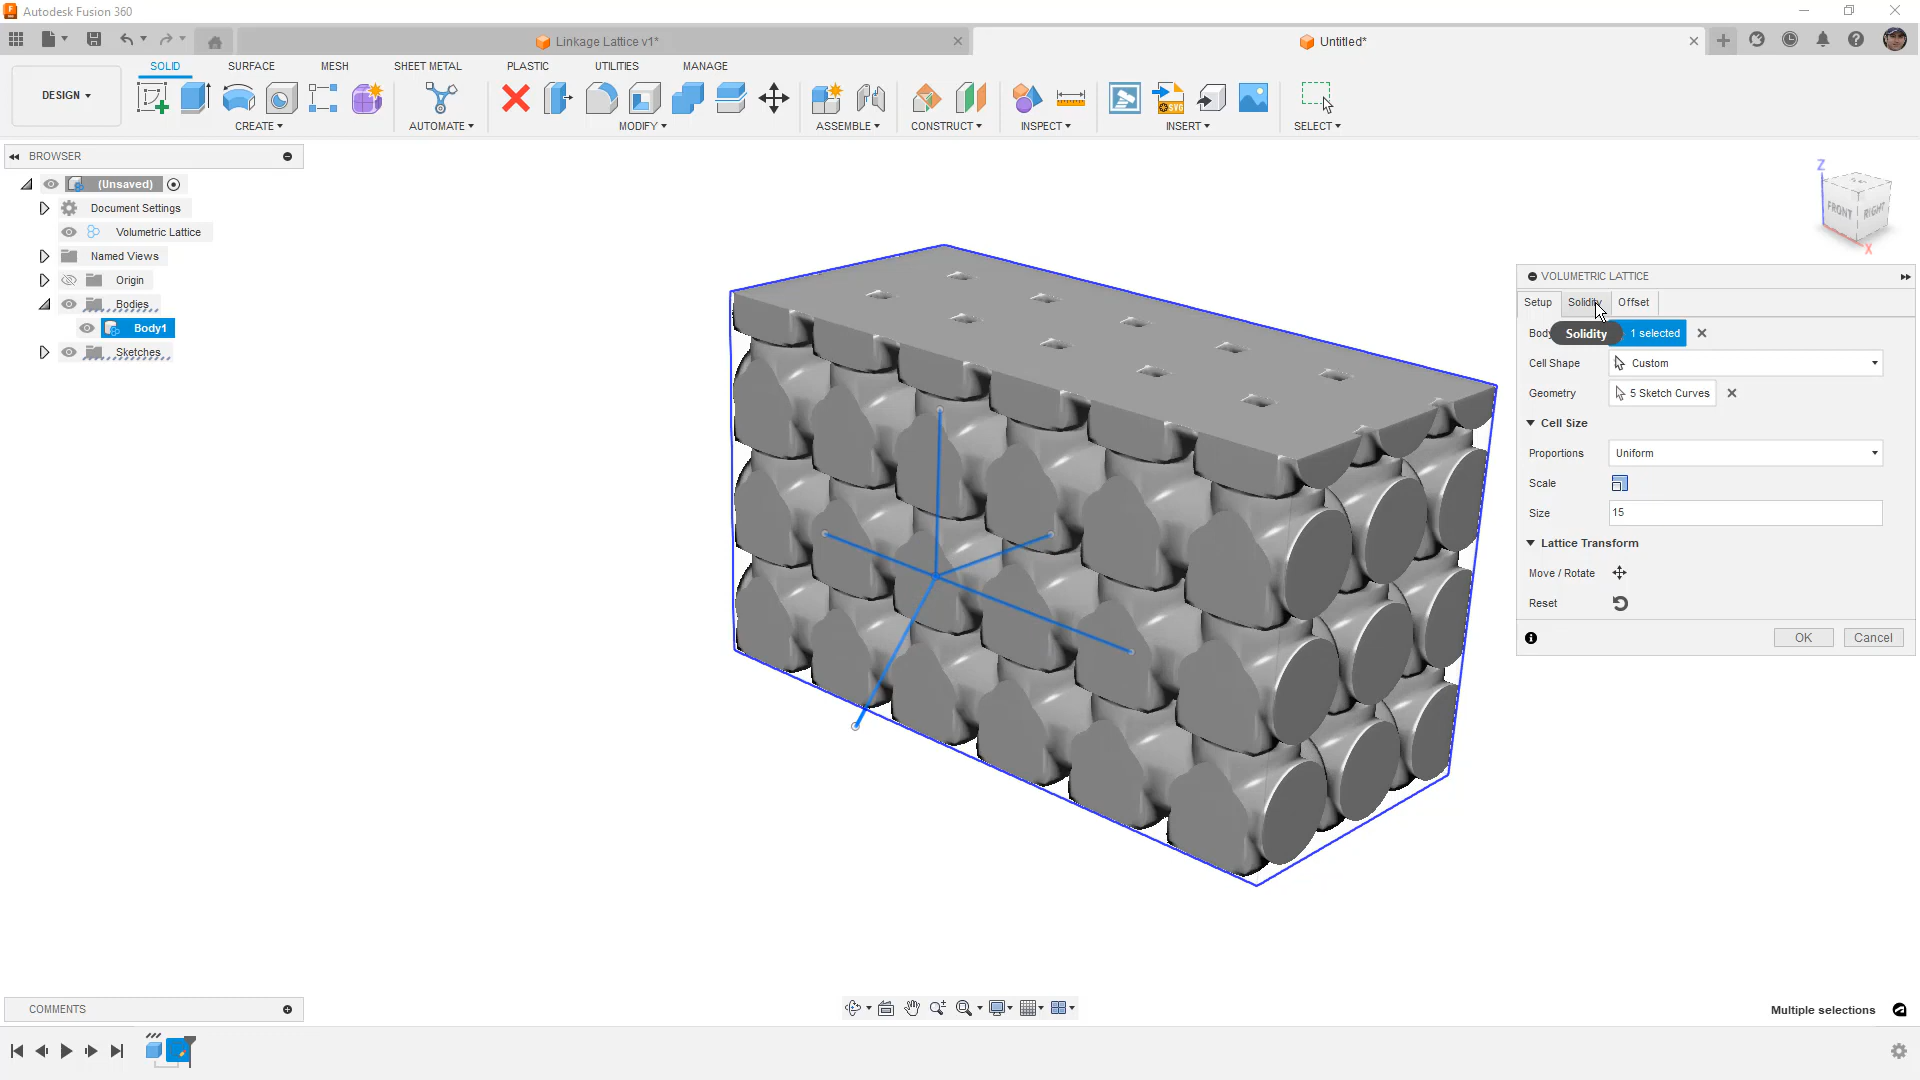 Autodesk Fusion 360
Linkage Lattice v1*
Untitled*
SOLID SURFACE MESH SHEET METAL PLASTIC UTILITIES MANAGE
DESIGN
SVG
CREATE AUTOMATE MODIFY ASSEMBLE CONSTRUCT INSPECT INSERT SELECT
BROWSER
(Unsaved)
Document Settings
Volumetric Lattice
Named Views
Origin
Bodies
Body1
Sketches
Z
FRONT RIGHT
X
VOLUMETRIC LATTICE
Setup Solidity Offset
Body 1 selected
Solidity
Cell Shape Custom
Geometry 5 Sketch Curves
Cell Size
Proportions Uniform
Scale
Size 15
Lattice Transform
Move / Rotate
Reset
OK Cancel
COMMENTS
Multiple selections